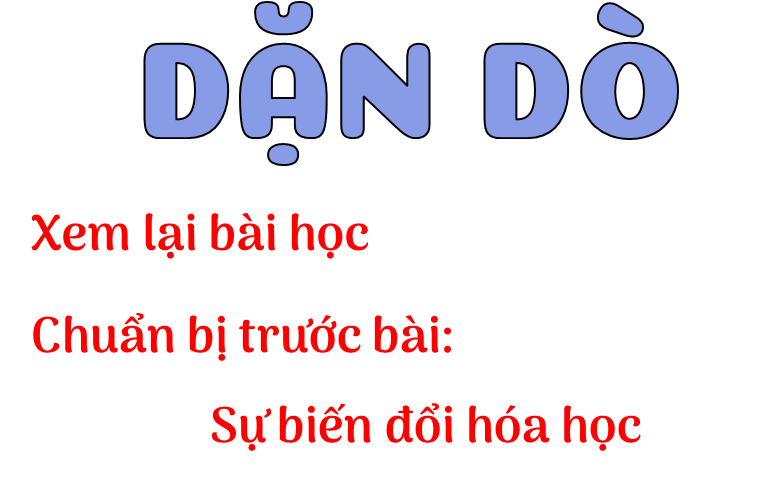 DẶN DÒ
Xem lại bài học
Chuẩn bị trước bài:
Sự biến đổi hóa học